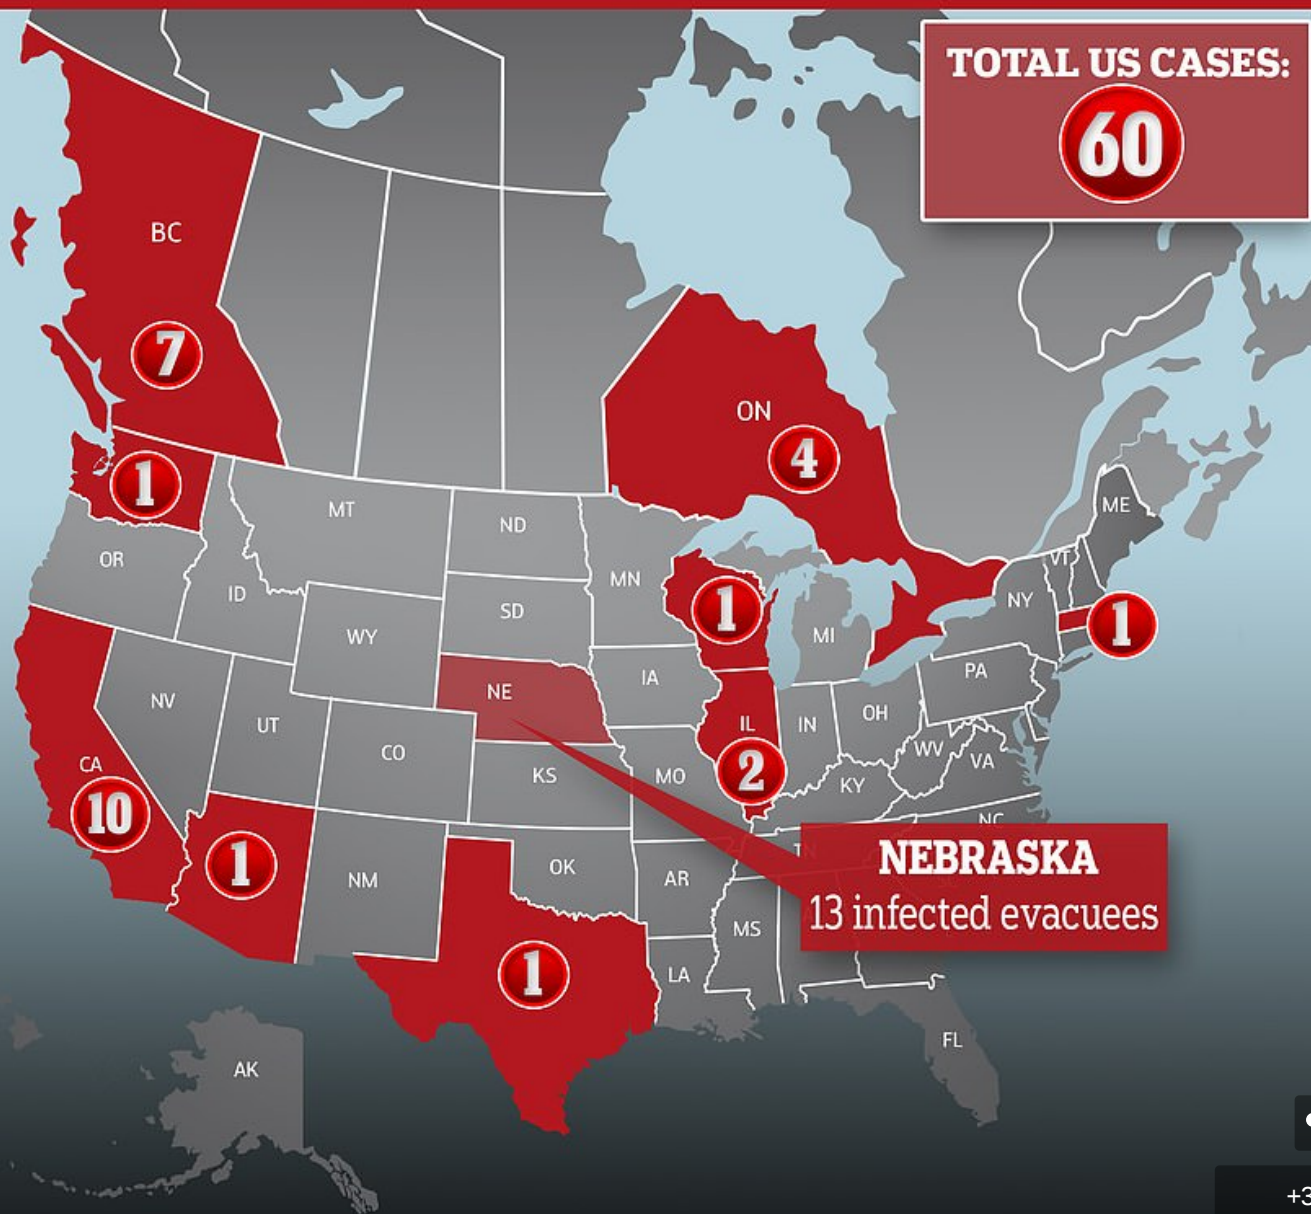 TOTAL US CASES:
60
BC
7
ON
4
1
MT
ND
ME
OR
ID
MN
VT
WY
SD
1
NY
1
MI
NE
IA
PA
NV
UT
CO
IL
IN
OH
CA
KS
MO
2
WV
VA
KY
10
1
NM
OK
AR
NC
TN
NEBRASKA
13 infected evacuees
MS
1
LA
FL
AK
+3